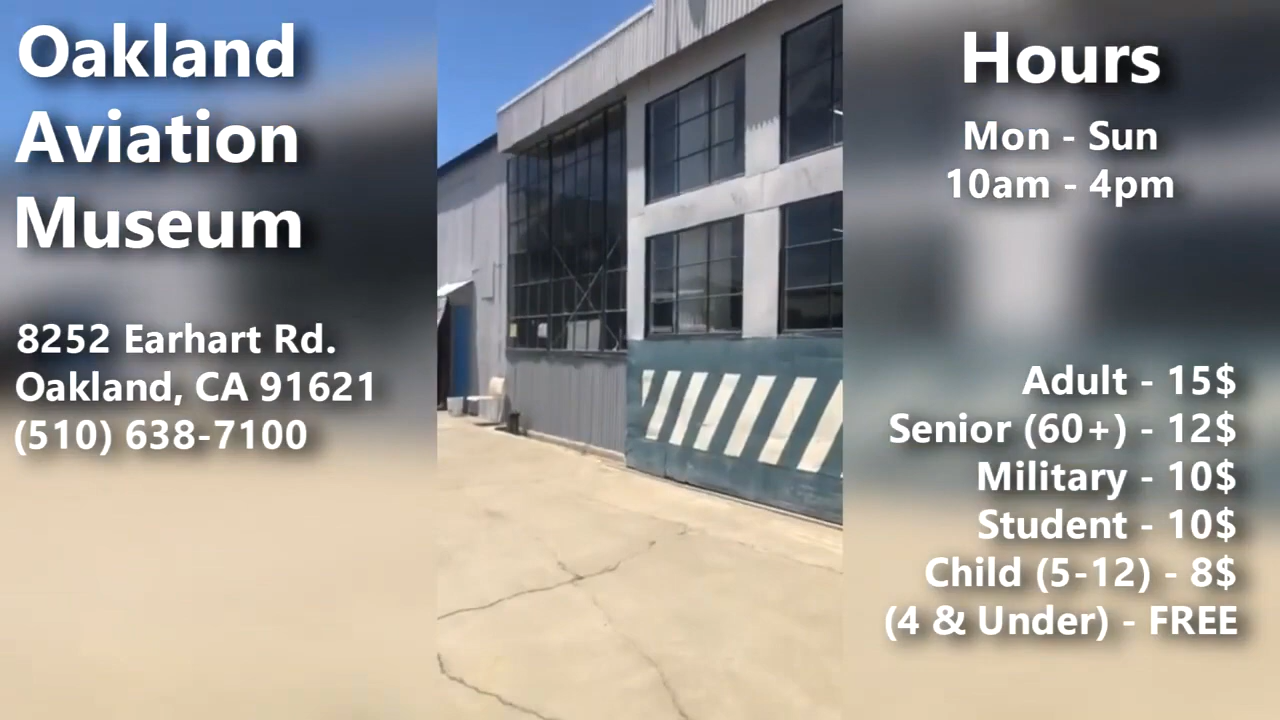 Oakland
Aviation
Museum
8252 Earhart Rd.
Oakland, CA 91621
(510) 638-7100
Hours
Mon - Sun
10am - 4pm
Adult - 15$
Senior (60+) - 12$
Military - 10$
Student - 10$
Child (5-12) - 8$
(4 & Under) - FREE